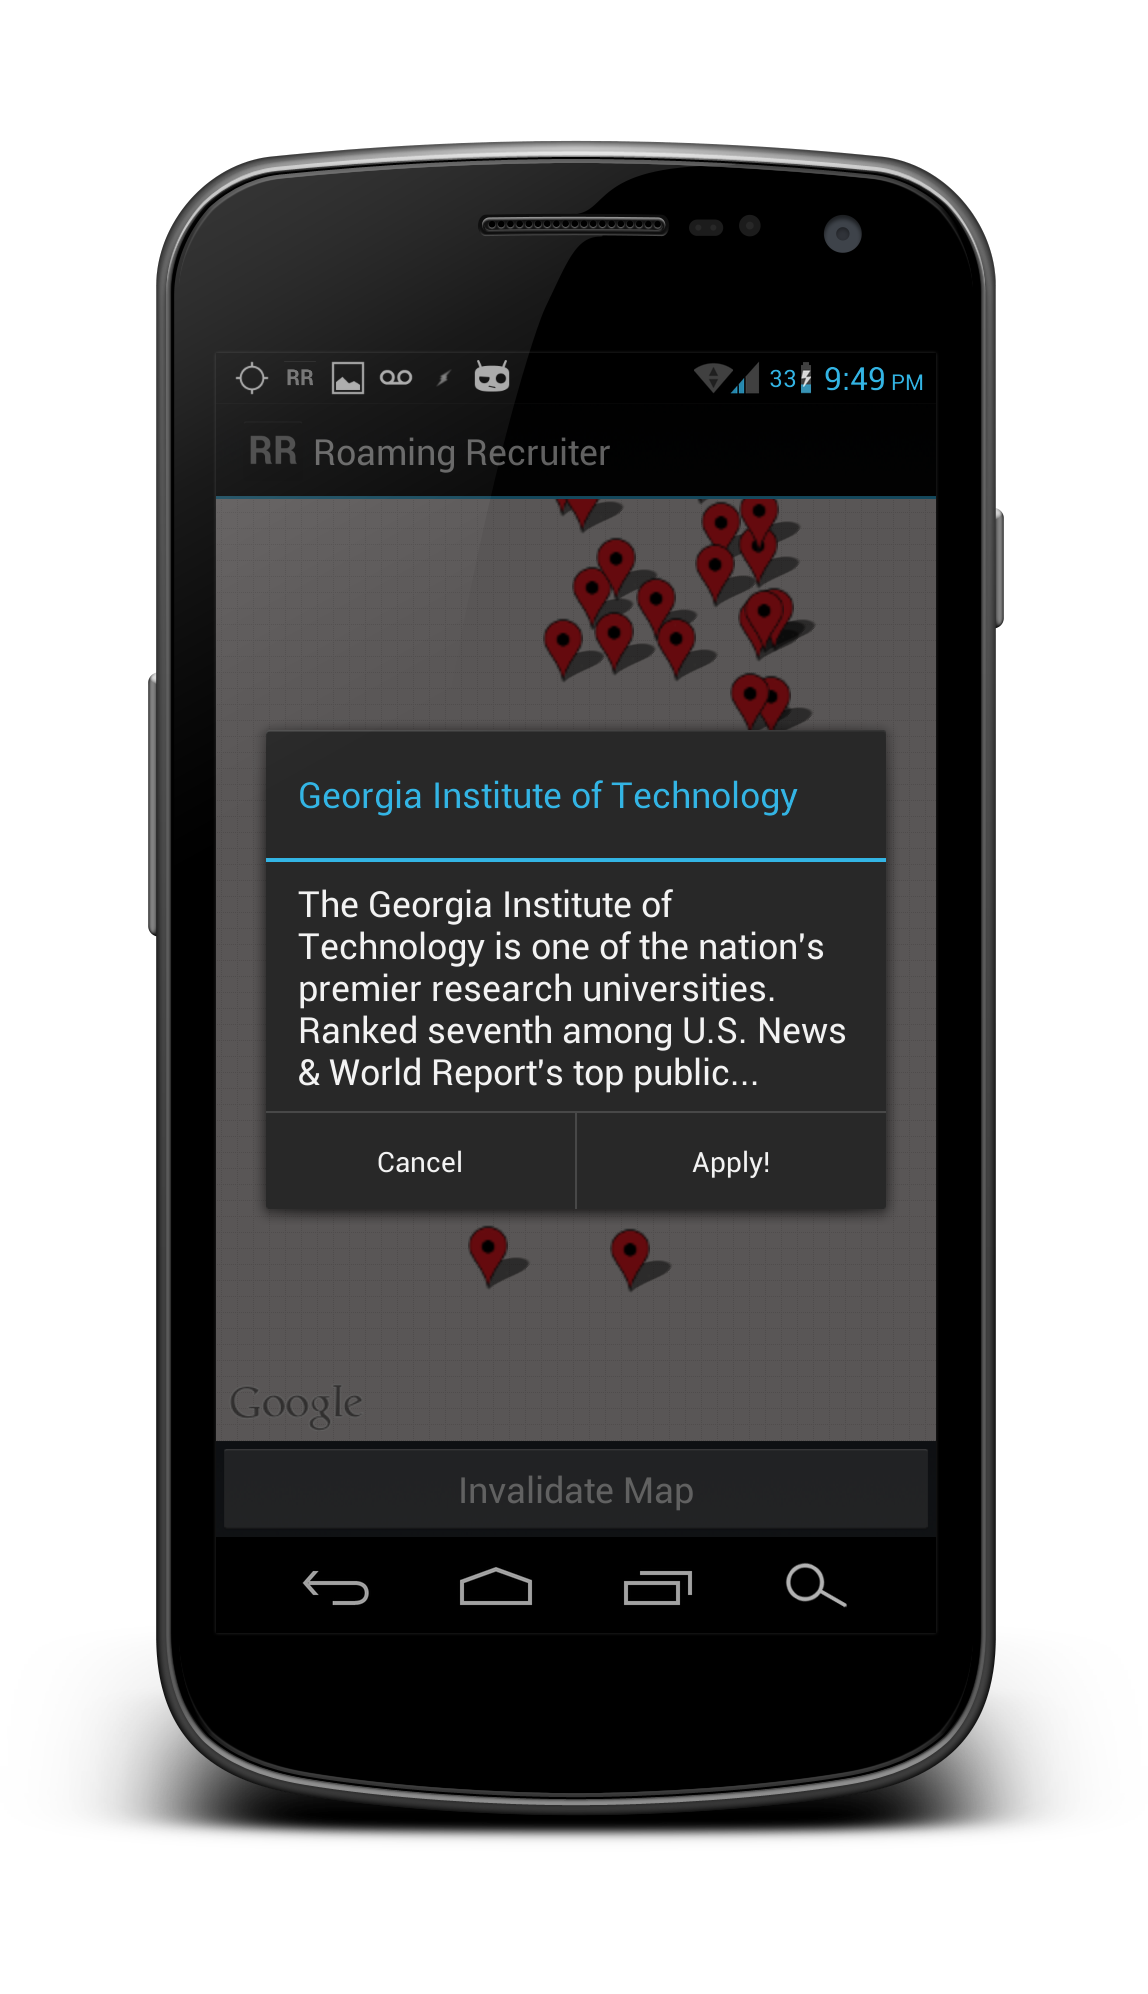 RR
33
9:49 PM
RR Roaming Recruiter
Georgia Institute of Technology
The Georgia Institute of
Technology is one of the nation's
premier research universities.
Ranked seventh among U.S. News
& World Report's top public...
Cancel
Apply!
Google
Invalidate Map